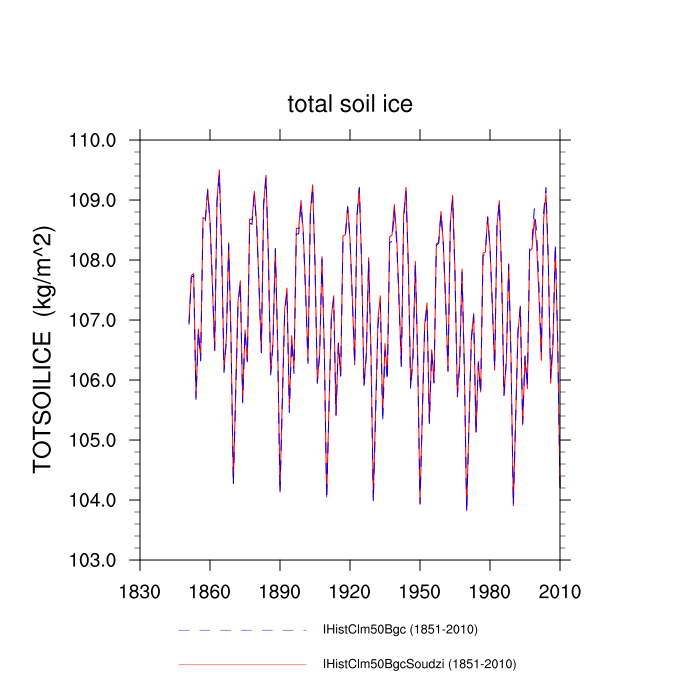 total soil ice
110.0
109.0
108.0
107.0
106.0
105.0
104.0
103.0
TOTSOILICE (kg/m^2)
1830 1860 1890 1920 1950 1980 2010
IHistClm50Bgc (1851-2010)
IHistClm50BgcSoudzi (1851-2010)